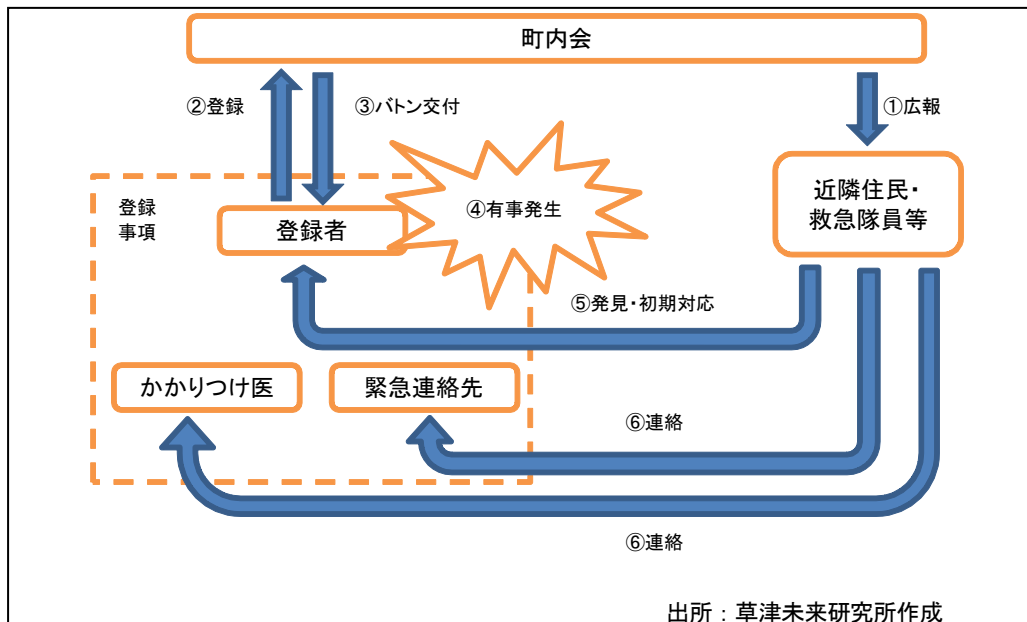 町内会
②登録
③バトン交付
①広報
登録
事項
登録者
④有事発生
近隣住民・
救急隊員等
⑤発見・初期対応
かかりつけ医
緊急連絡先
⑥連絡
⑥連絡
出所：草津未来研究所作成